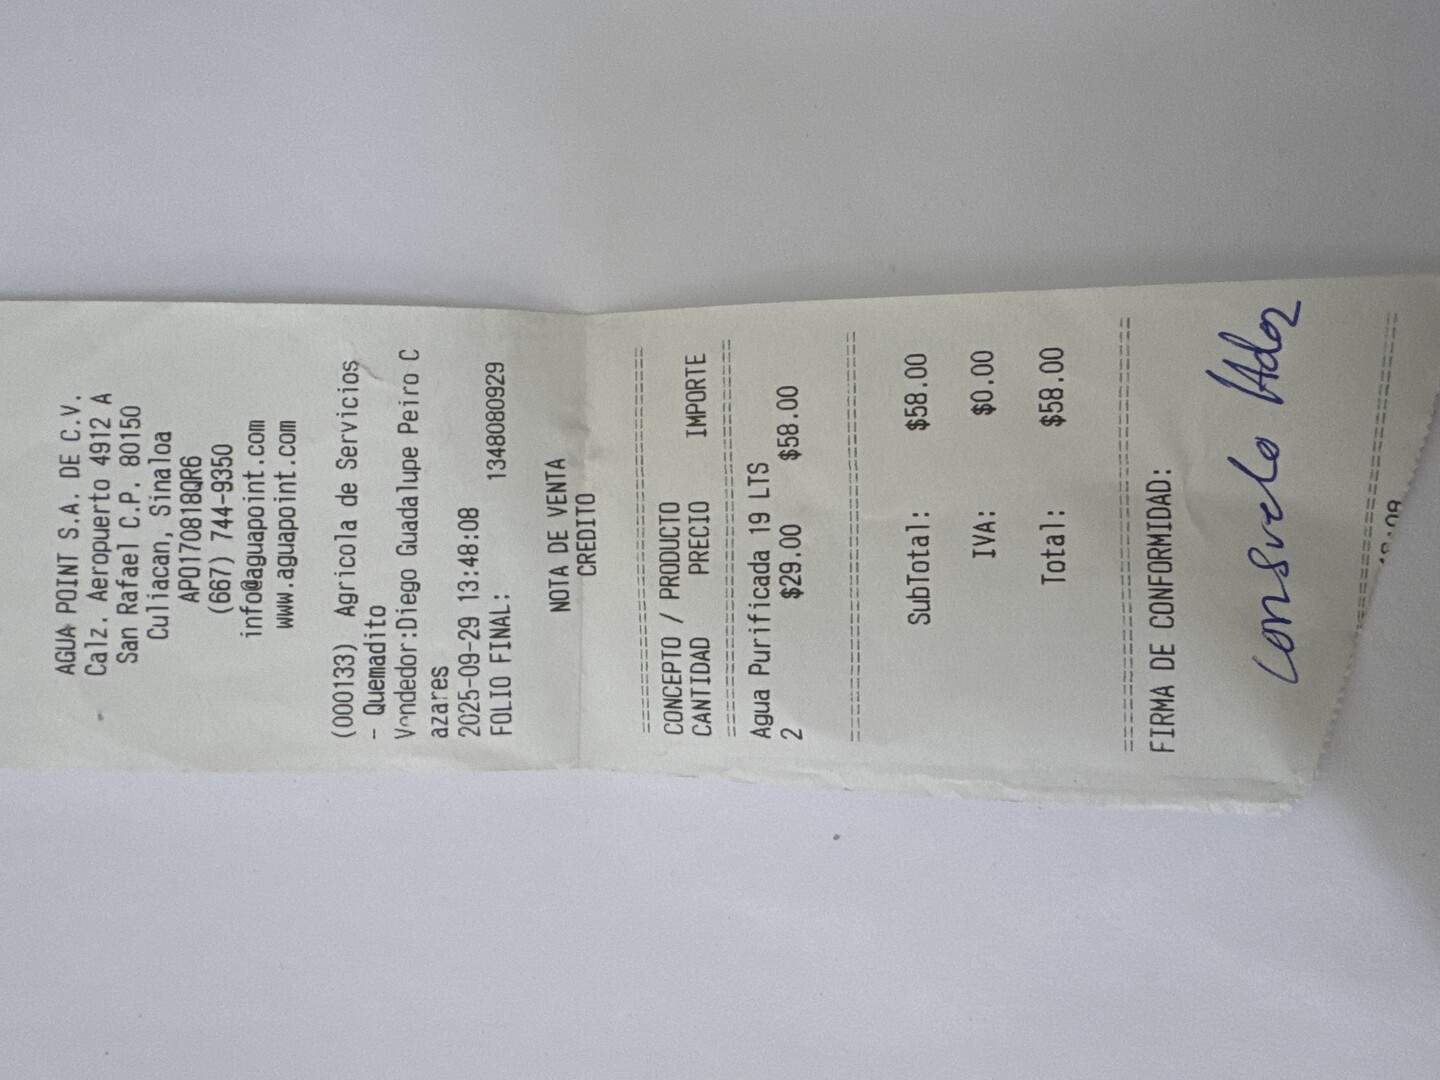 AGUA POINT S.A. DE C.V.
Calz. Aeropuerto 4912 A
San Rafael C.P. 80150
Culiacan, Sinaloa
APO170818QR6
(667) 744-9350
info@aguapoint.com
www.aguapoint.com
(000133) Agricola de Servicios
- Quemadito
Vendedor:Diego Guadalupe Peiro C
azares
2025-09-29 13:48:08
FOLIO FINAL: 1348080929
NOTA DE VENTA
CREDITO
================================
CONCEPTO / PRODUCTO
CANTIDAD PRECIO IMPORTE
================================
Agua Purificada 19 LTS
2 $29.00 $58.00
================================
SubTotal: $58.00
IVA: $0.00
Total: $58.00
================================
FIRMA DE CONFORMIDAD:
Consuelo
================================